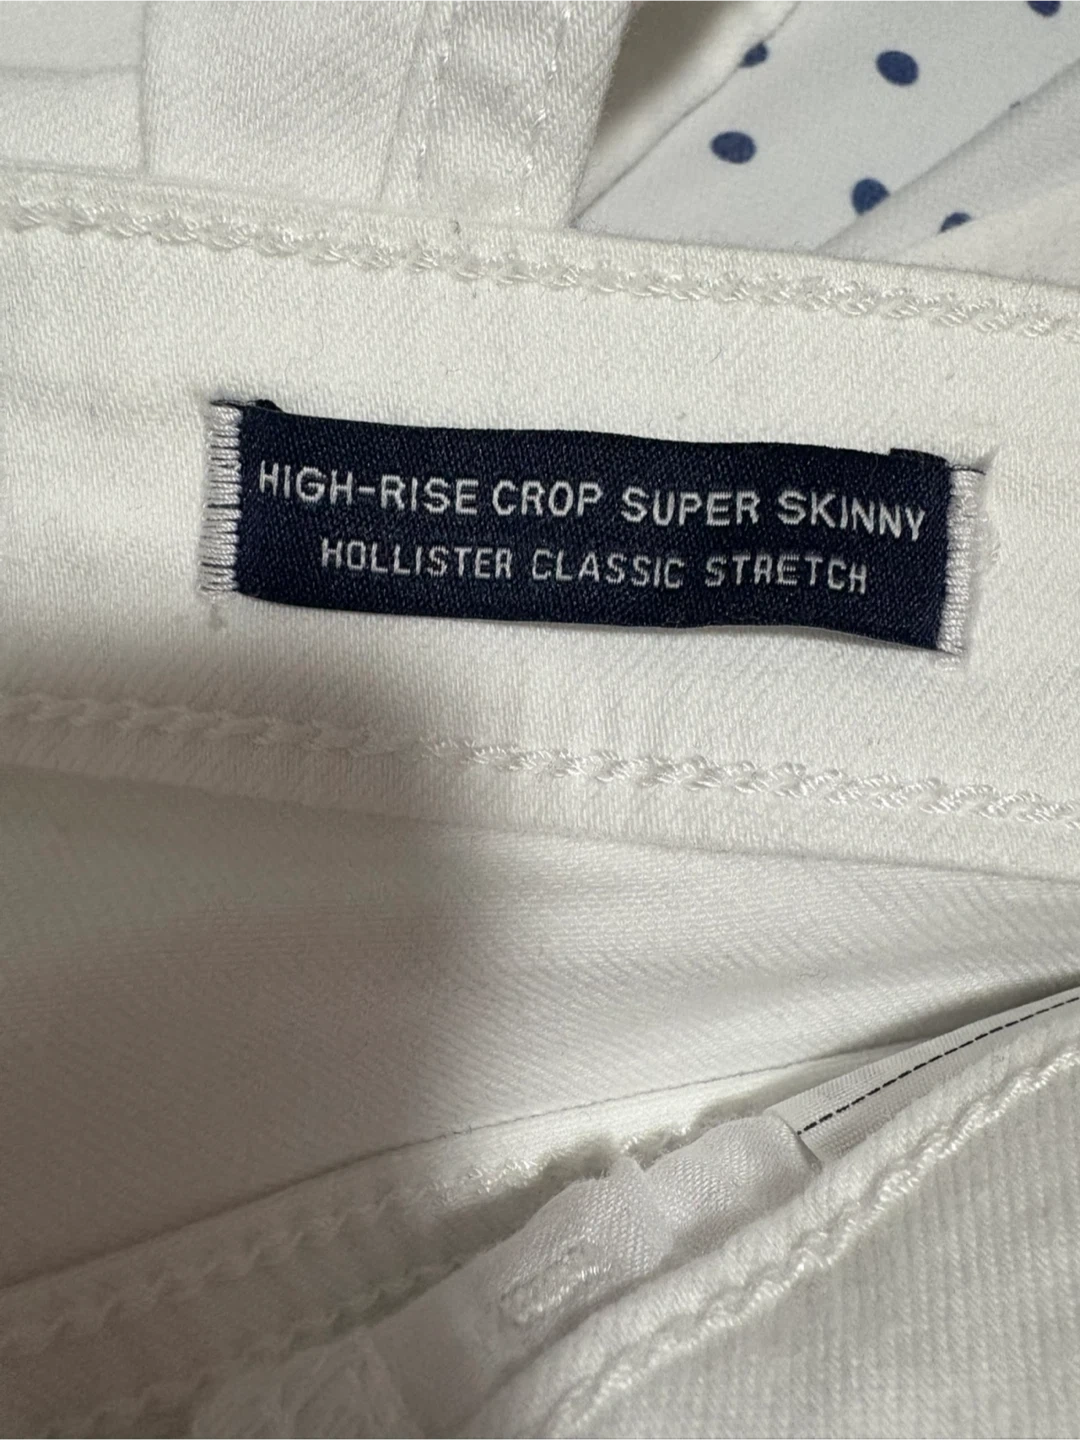 HIGH-RISE CROP SUPER SKINNY
HOLLISTER CLASSIC STRETCH